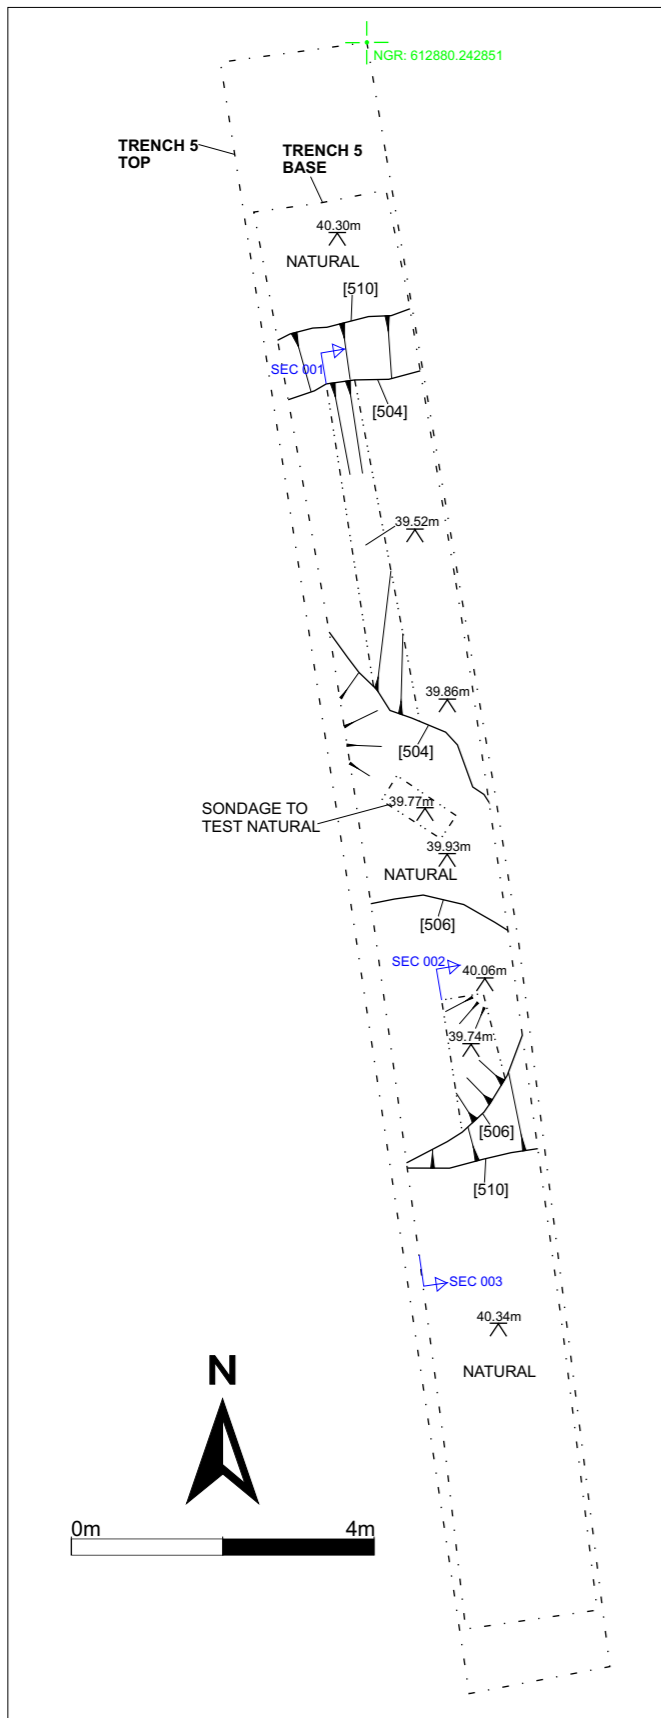 NGR: 612880.242851
TRENCH 5
TOP
TRENCH 5
BASE
40.30m
NATURAL
[510]
SEC 001
[504]
39.52m
39.86m
[504]
SONDAGE TO
TEST NATURAL
39.77m
39.93m
NATURAL
[506]
SEC 002
40.06m
39.74m
[506]
[510]
SEC 003
40.34m
NATURAL
N
0m 4m